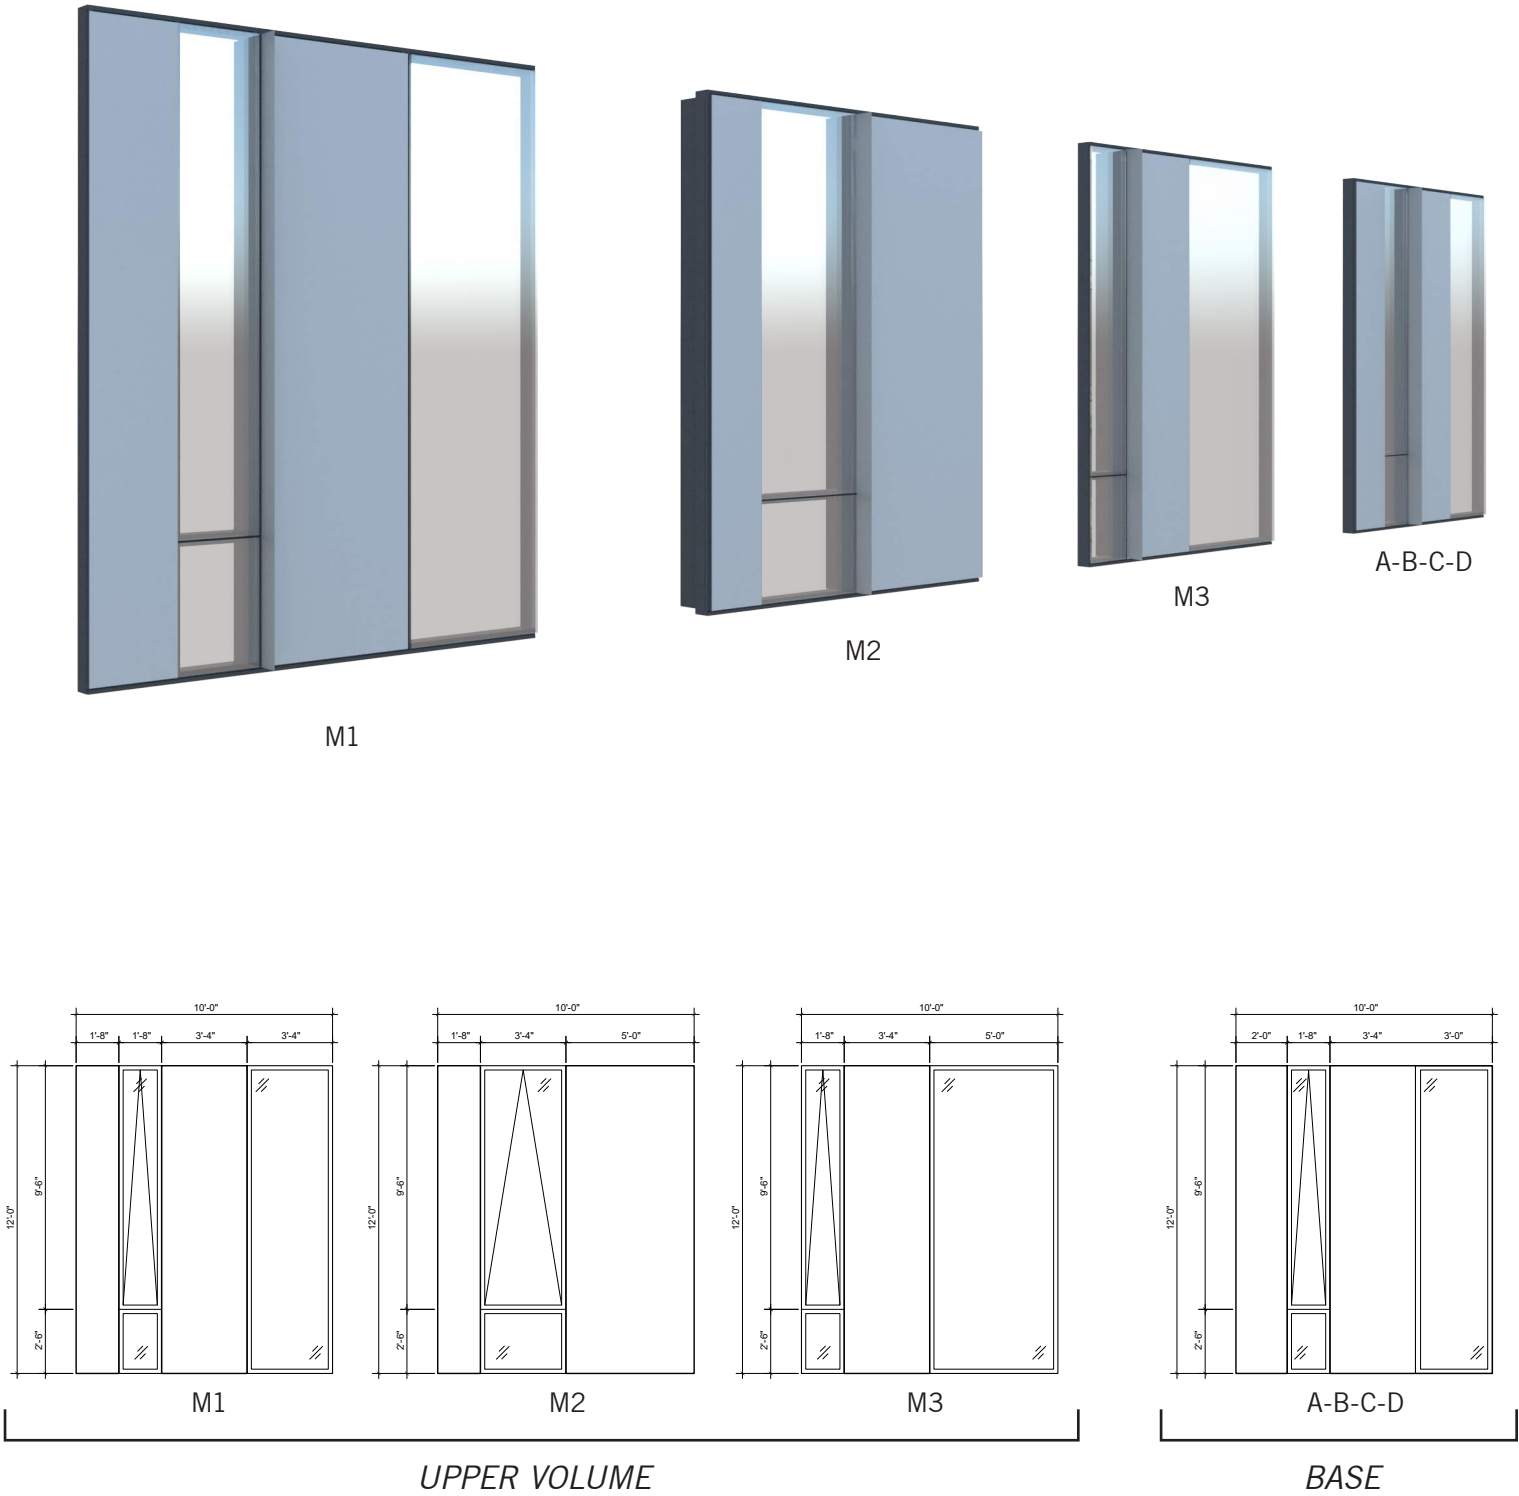 A-B-C-D
M3
M2
M1
10'-0" 10'-0" 10'-0" 10'-0"
1'-8" 1'-8" 3'-4" 3'-4" 1'-8" 3'-4" 5'-0" 1'-8" 3'-4" 5'-0" 2'-0" 1'-8" 3'-4" 3'-0"
12'-0" 9'-6" 12'-0" 9'-6" 12'-0" 9'-6" 12'-0" 9'-6"
2'-6" 2'-6" 2'-6" 2'-6"
M1 M2 M3 A-B-C-D
UPPER VOLUME BASE